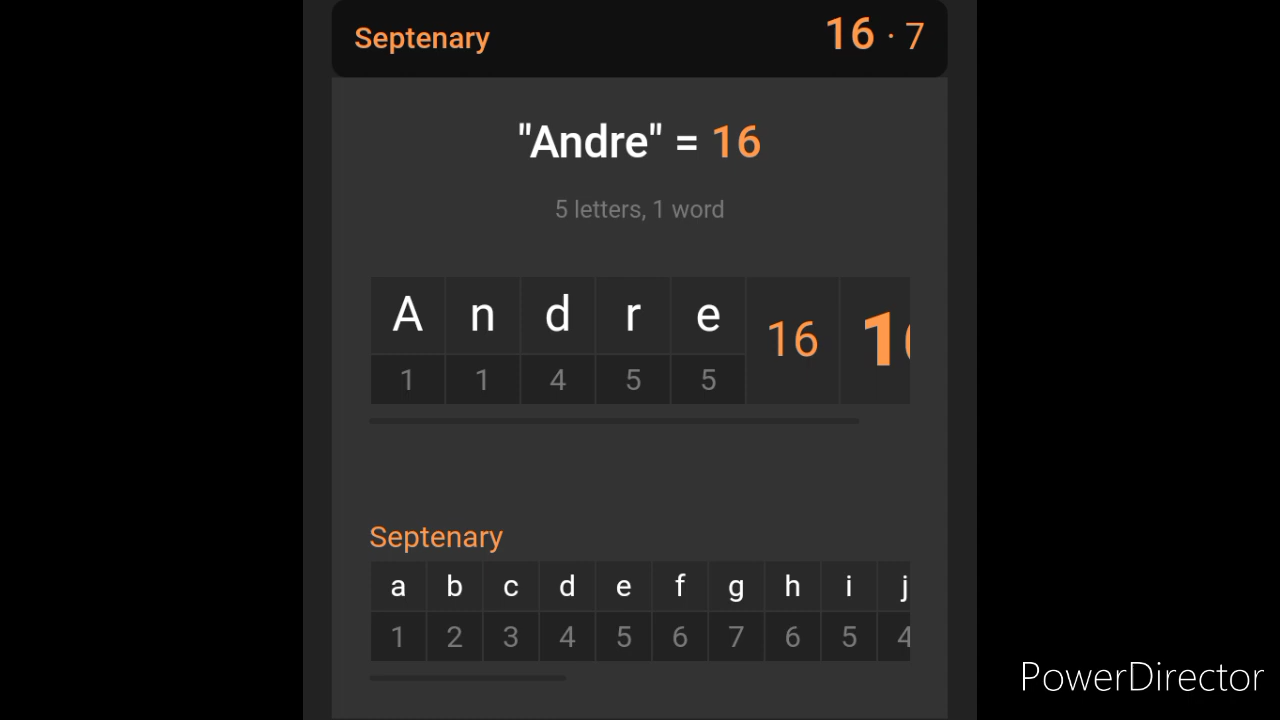 Septenary 16 · 7
"Andre" = 16
5 letters, 1 word
A n d r e 16
1 1 4 5 5
Septenary
a b c d e f g h i j
1 2 3 4 5 6 7 6 5 4
PowerDirector